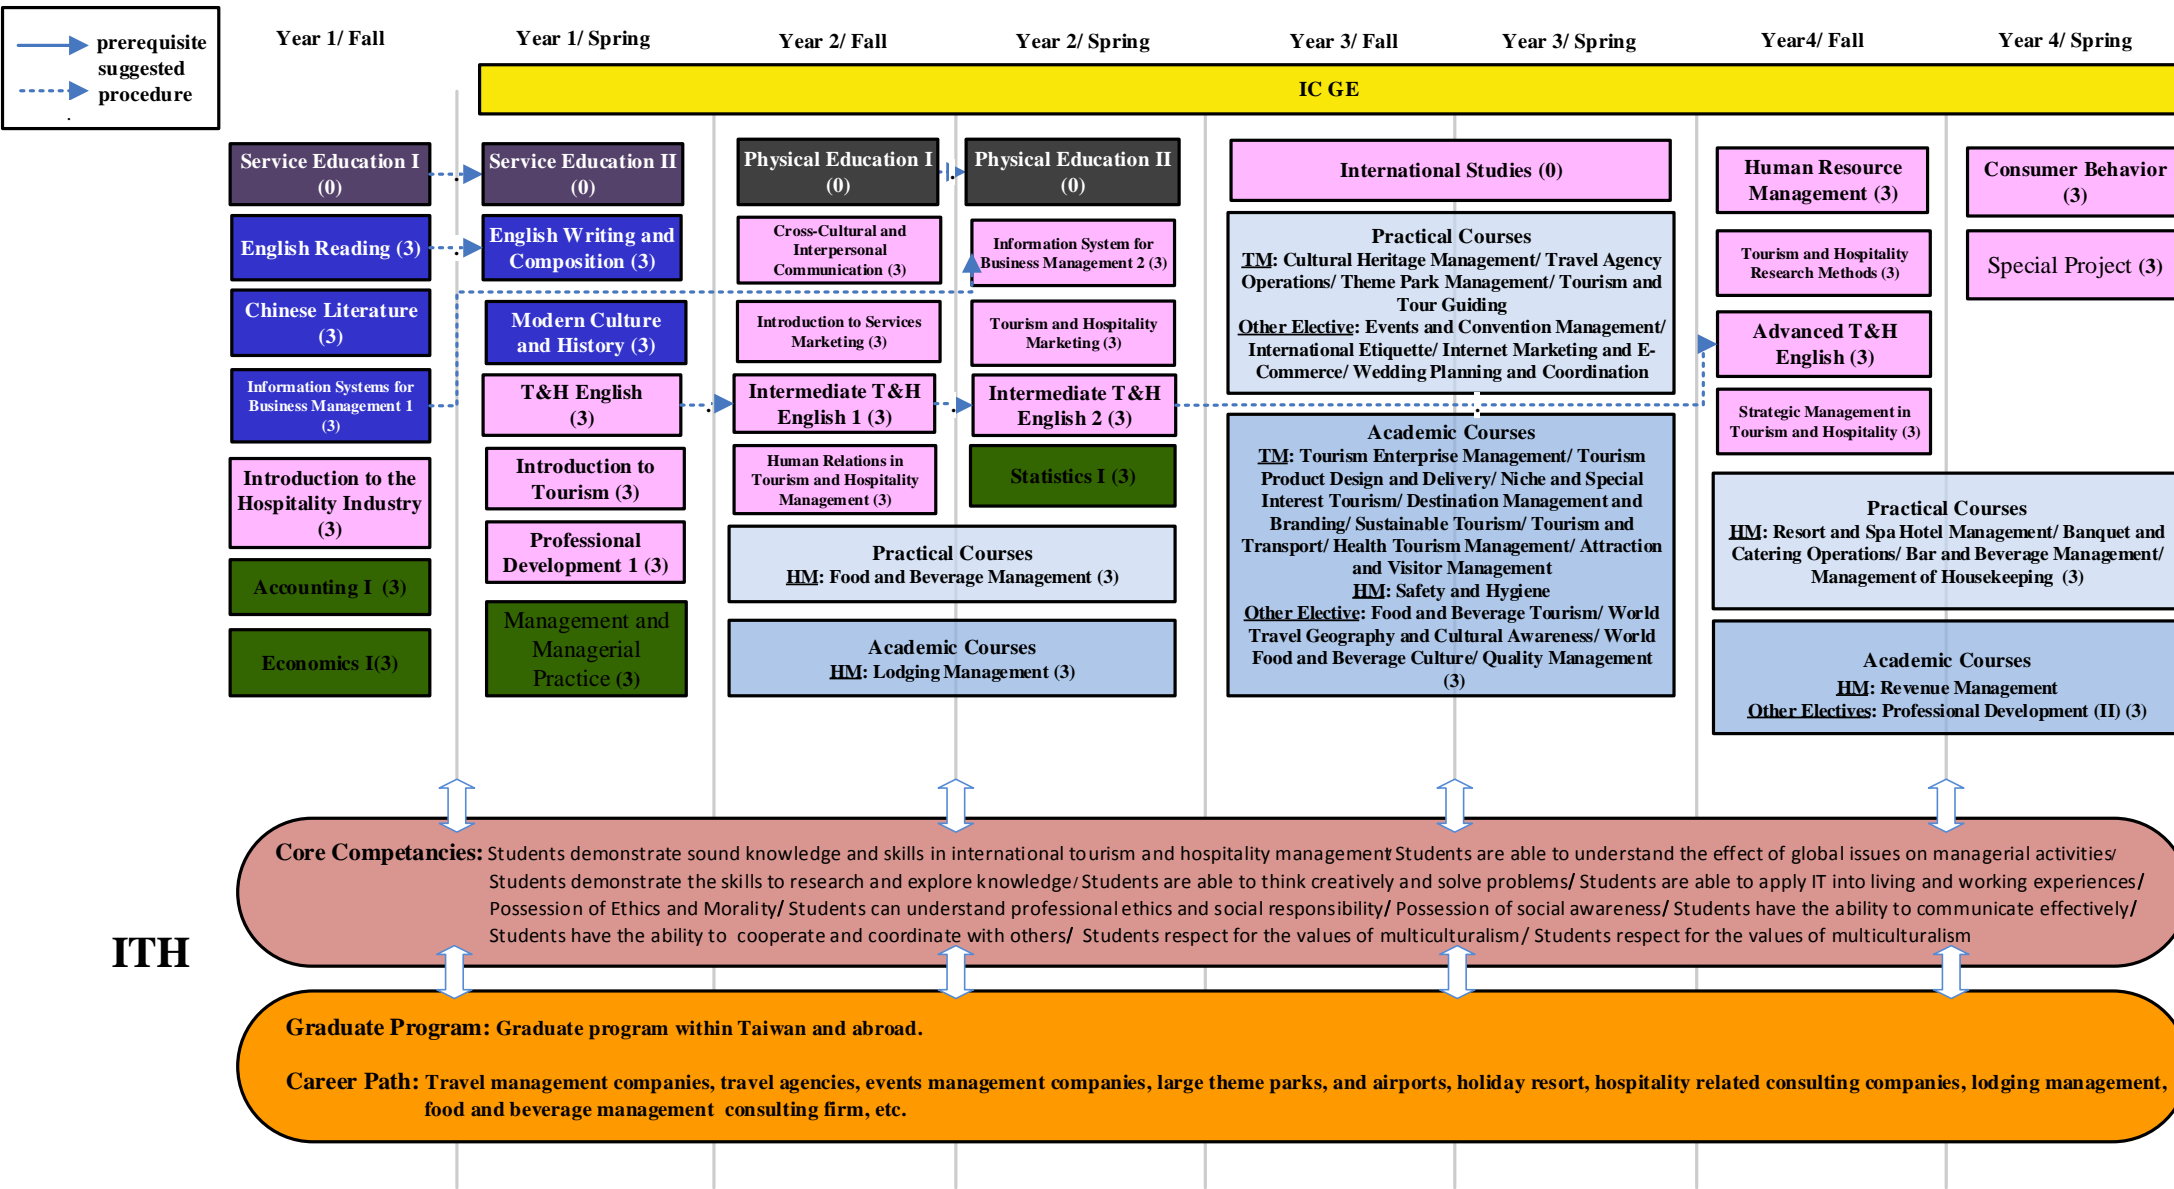 prerequisite
suggested
procedure
Year 1/ Fall
Year 1/ Spring
Year 2/ Fall
Year 2/ Spring
Year 3/ Fall
Year 3/ Spring
Year4/ Fall
Year 4/ Spring
IC GE
Service Education I
(0)
English Reading (3)
Chinese Literature
(3)
Information Systems for
Business Management 1
(3)
Introduction to the
Hospitality Industry
(3)
Accounting I (3)
Economics I(3)
Service Education II
(0)
English Writing and
Composition (3)
Modern Culture
and History (3)
T&H English
(3)
Introduction to
Tourism (3)
Professional
Development 1 (3)
Management and
Managerial
Practice (3)
Physical Education I
(0)
Cross-Cultural and
Interpersonal
Communication (3)
Introduction to Services
Marketing (3)
Intermediate T&H
English 1 (3)
Human Relations in
Tourism and Hospitality
Management (3)
Physical Education II
(0)
Information System for
Business Management 2 (3)
Tourism and Hospitality
Marketing (3)
Intermediate T&H
English 2 (3)
Statistics I (3)
Practical Courses
HM: Food and Beverage Management (3)
Academic Courses
HM: Lodging Management (3)
International Studies (0)
Practical Courses
TM: Cultural Heritage Management/ Travel Agency
Operations/ Theme Park Management/ Tourism and
Tour Guiding
Other Elective: Events and Convention Management/
International Etiquette/ Internet Marketing and E-
Commerce/ Wedding Planning and Coordination
Academic Courses
TM: Tourism Enterprise Management/ Tourism
Product Design and Delivery/ Niche and Special
Interest Tourism/ Destination Management and
Branding/ Sustainable Tourism/ Tourism and
Transport/ Health Tourism Management/ Attraction
and Visitor Management
HM: Safety and Hygiene
Other Elective: Food and Beverage Tourism/ World
Travel Geography and Cultural Awareness/ World
Food and Beverage Culture/ Quality Management
(3)
Human Resource
Management (3)
Tourism and Hospitality
Research Methods (3)
Advanced T&H
English (3)
Strategic Management in
Tourism and Hospitality (3)
Consumer Behavior
(3)
Special Project (3)
Practical Courses
HM: Resort and Spa Hotel Management/ Banquet and
Catering Operations/ Bar and Beverage Management/
Management of Housekeeping (3)
Academic Courses
HM: Revenue Management
Other Electives: Professional Development (II) (3)
ITH
Core Competancies: Students demonstrate sound knowledge and skills in international tourism and hospitality management/ Students are able to understand the effect of global issues on managerial activities/
Students demonstrate the skills to research and explore knowledge/ Students are able to think creatively and solve problems/ Students are able to apply IT into living and working experiences/
Possession of Ethics and Morality/ Students can understand professional ethics and social responsibility/ Possession of social awareness/ Students have the ability to communicate effectively/
Students have the ability to cooperate and coordinate with others/ Students respect for the values of multiculturalism/ Students respect for the values of multiculturalism
Graduate Program: Graduate program within Taiwan and abroad.
Career Path: Travel management companies, travel agencies, events management companies, large theme parks, and airports, holiday resort, hospitality related consulting companies, lodging management,
food and beverage management consulting firm, etc.